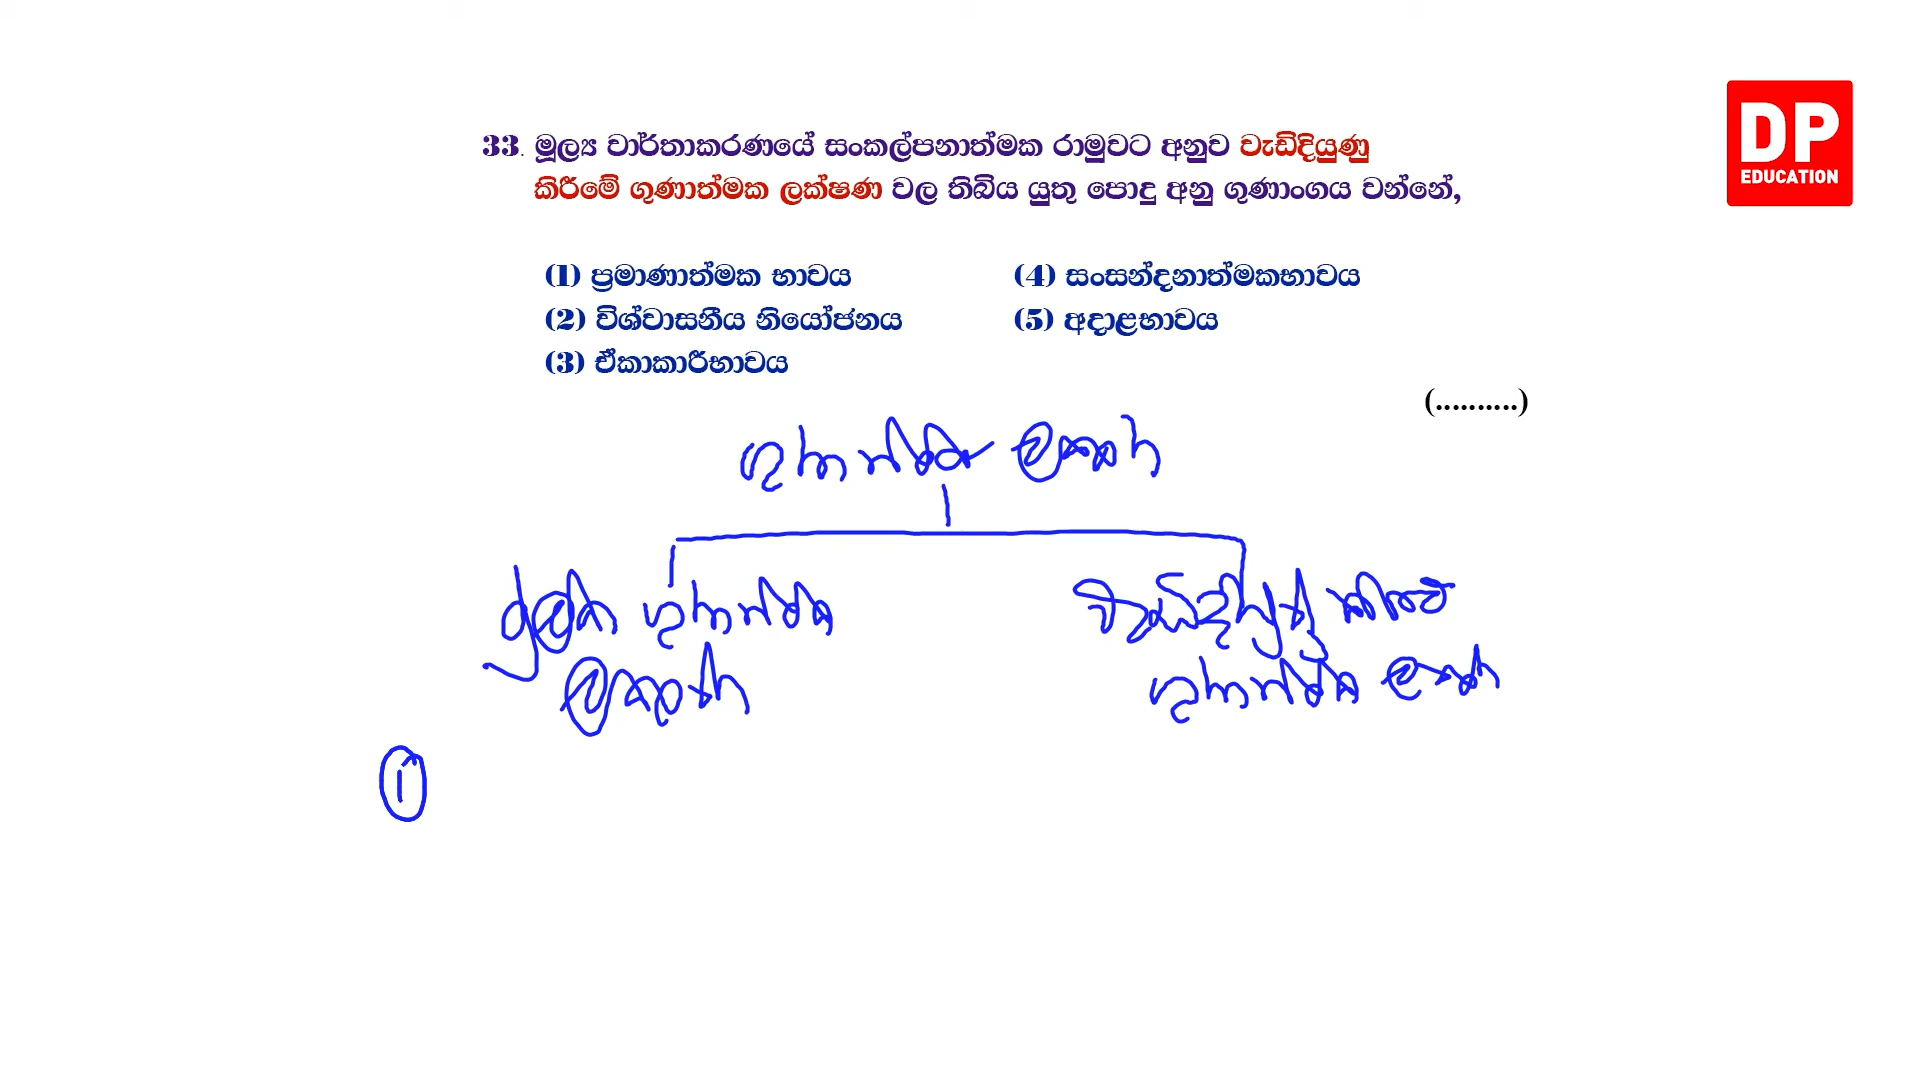 DP
EDUCATION
33. මූල්‍ය වාර්තාකරණයේ සංකල්පනාත්මක රාමුවට අනුව වැඩිදියුණු
කිරීමේ ගුණාත්මක ලක්ෂණ වල තිබිය යුතු පොදු අනු ගුණාංගය වන්නේ,
(1) ප්‍රමාණාත්මක භාවය
(2) විශ්වාසනීය නියෝජනය
(3) ඒකාකාරීභාවය
(4) සංසන්දනාත්මකභාවය
(5) අදාළභාවය
(..........)
ගුණාත්මක ලක්ෂණ
මූලික ගුණාත්මක
ලක්ෂණ
වැඩිදියුණු කිරීමේ
ගුණාත්මක ලක්ෂණ
1